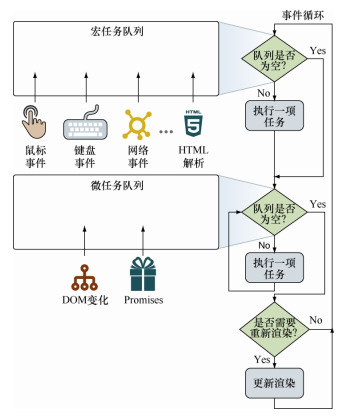 事件循环
宏任务队列
队列是否
为空?
Yes
No
执行一项
任务
鼠标
事件
键盘
事件
网络
事件
...
HTML
5
HTML
解析
微任务队列
队列是否
为空?
Yes
No
执行一项
任务
DOM变化
Promises
是否需要
重新渲染?
No
Yes
更新渲染